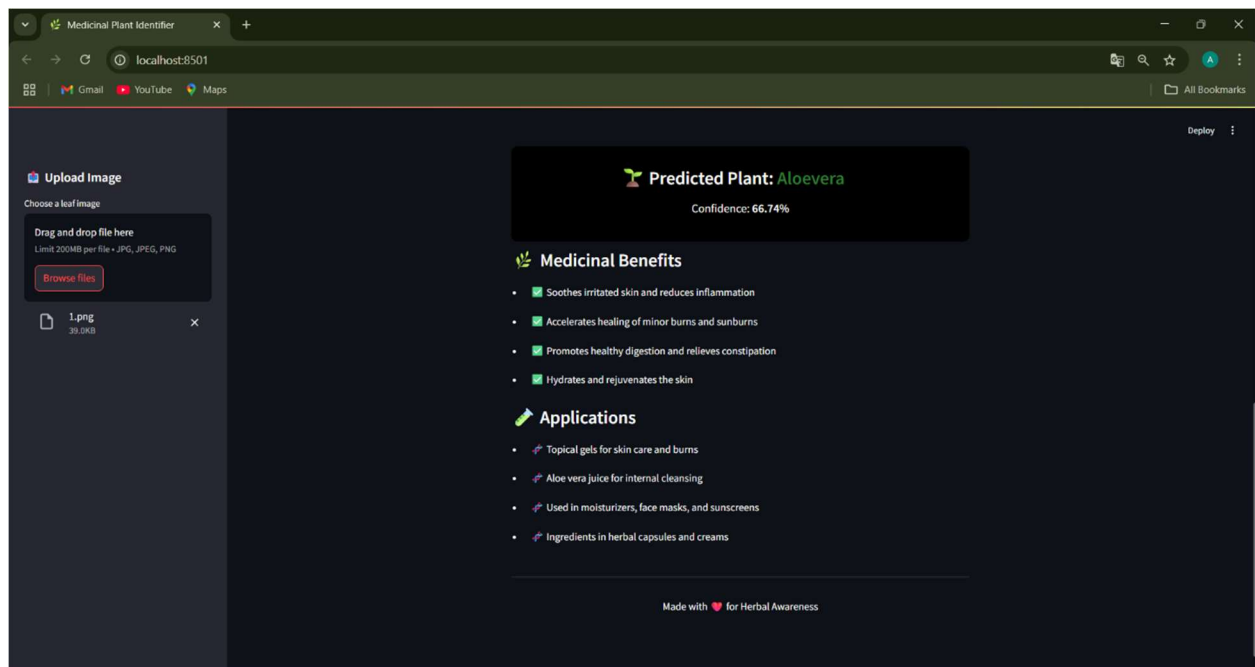 Medicinal Plant Identifier
localhost:8501
A
Gmail YouTube Maps
All Bookmarks
Deploy
Upload Image
Choose a leaf image
Drag and drop file here
Limit 200MB per file • JPG, JPEG, PNG
Browse files
1.png
39.0KB
Predicted Plant: Aloevera
Confidence: 66.74%
Medicinal Benefits
• Soothes irritated skin and reduces inflammation
• Accelerates healing of minor burns and sunburns
• Promotes healthy digestion and relieves constipation
• Hydrates and rejuvenates the skin
Applications
• Topical gels for skin care and burns
• Aloe vera juice for internal cleansing
• Used in moisturizers, face masks, and sunscreens
• Ingredients in herbal capsules and creams
Made with ❤ for Herbal Awareness